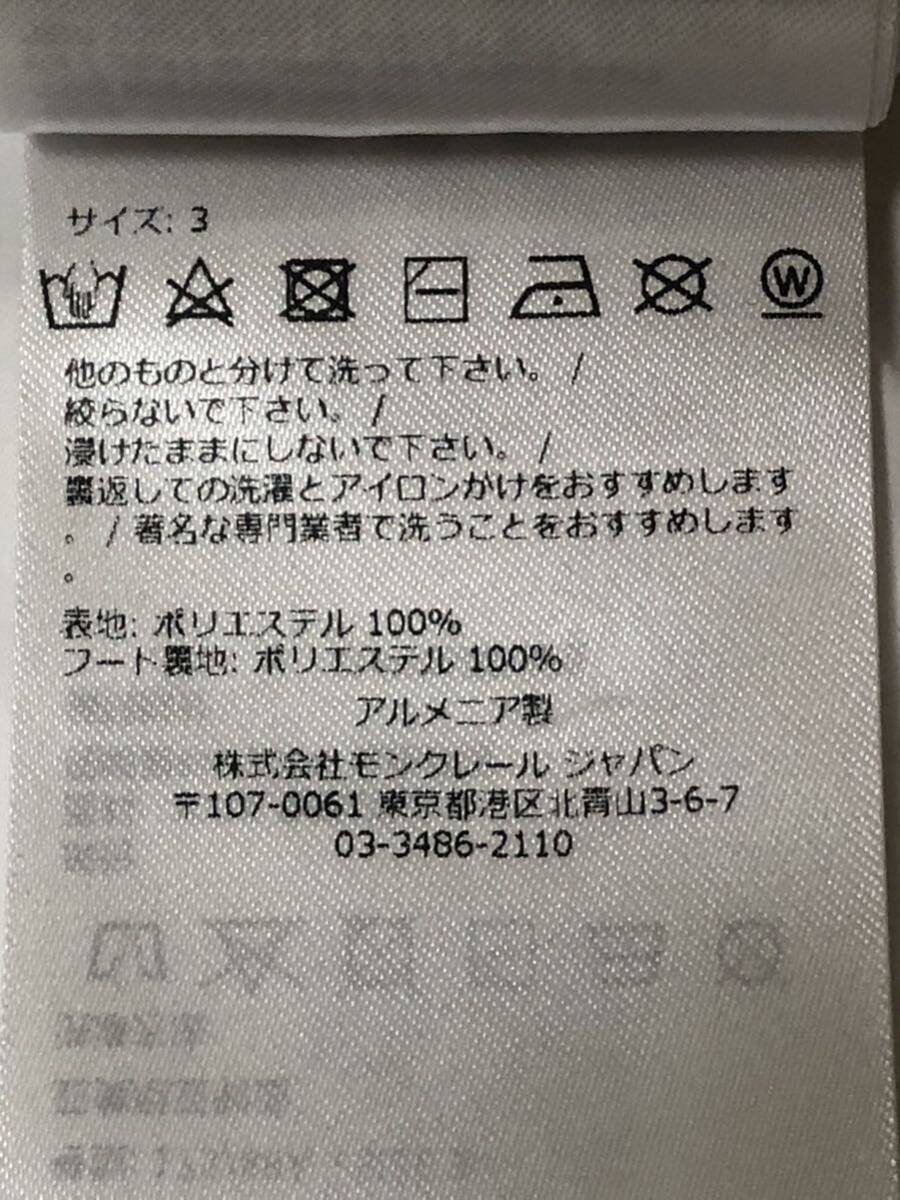 サイズ: 3
W
他のものと分けて洗って下さい。 /
絞らないで下さい。 /
浸けたままにしないで下さい。 /
裏返しての洗濯とアイロンがけをおすすめします
。 / 著名な専門業者で洗うことをおすすめします
。
表地: ポリエステル 100%
フート裏地: ポリエステル 100%
アルメニア製
株式会社モンクレール ジャパン
〒107-0061 東京都港区北青山3-6-7
03-3486-2110